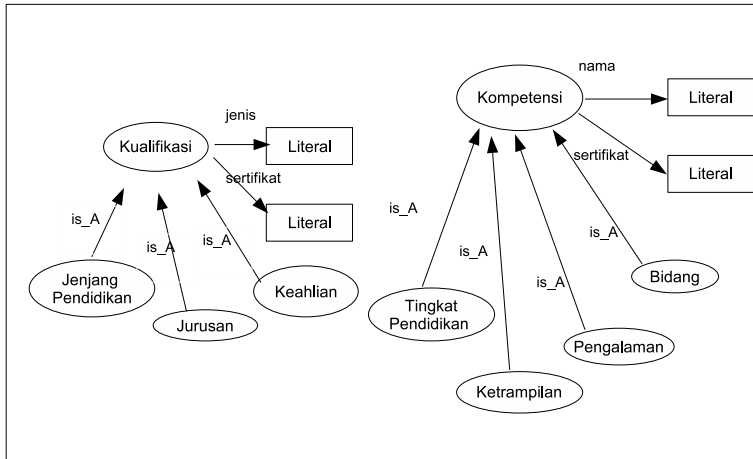 nama
Kompetensi
Literal
jenis
Kualifikasi
Literal
sertifikat
Literal
sertifikat
Literal
is_A
is_A
is_A
is_A
is_A
is_A
is_A
Jenjang
Pendidikan
Keahlian
Jurusan
Bidang
Tingkat
Pendidikan
Pengalaman
Ketrampilan